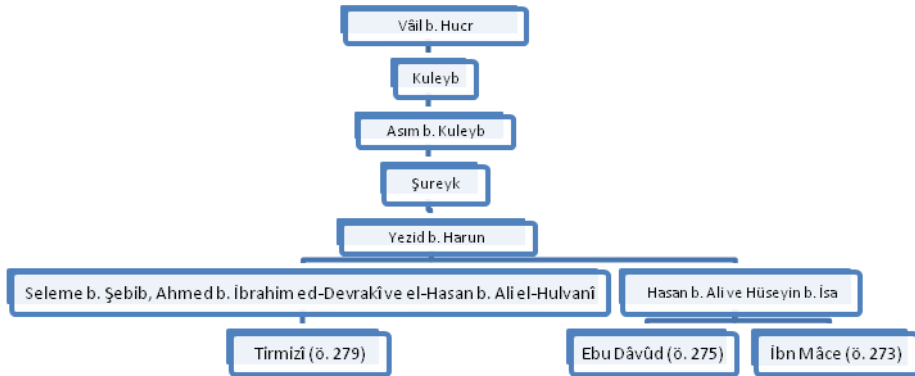 Vâil b. Hucr
Kuleyb
Asım b. Kuleyb
Şureyk
Yezid b. Harun
Seleme b. Şebib, Ahmed b. İbrahim ed-Devrakî ve el-Hasan b. Ali el-Hulvanî
Hasan b. Ali ve Hüseyin b. İsa
Tirmizî (ö. 279)
Ebu Dâvûd (ö. 275)
İbn Mâce (ö. 273)